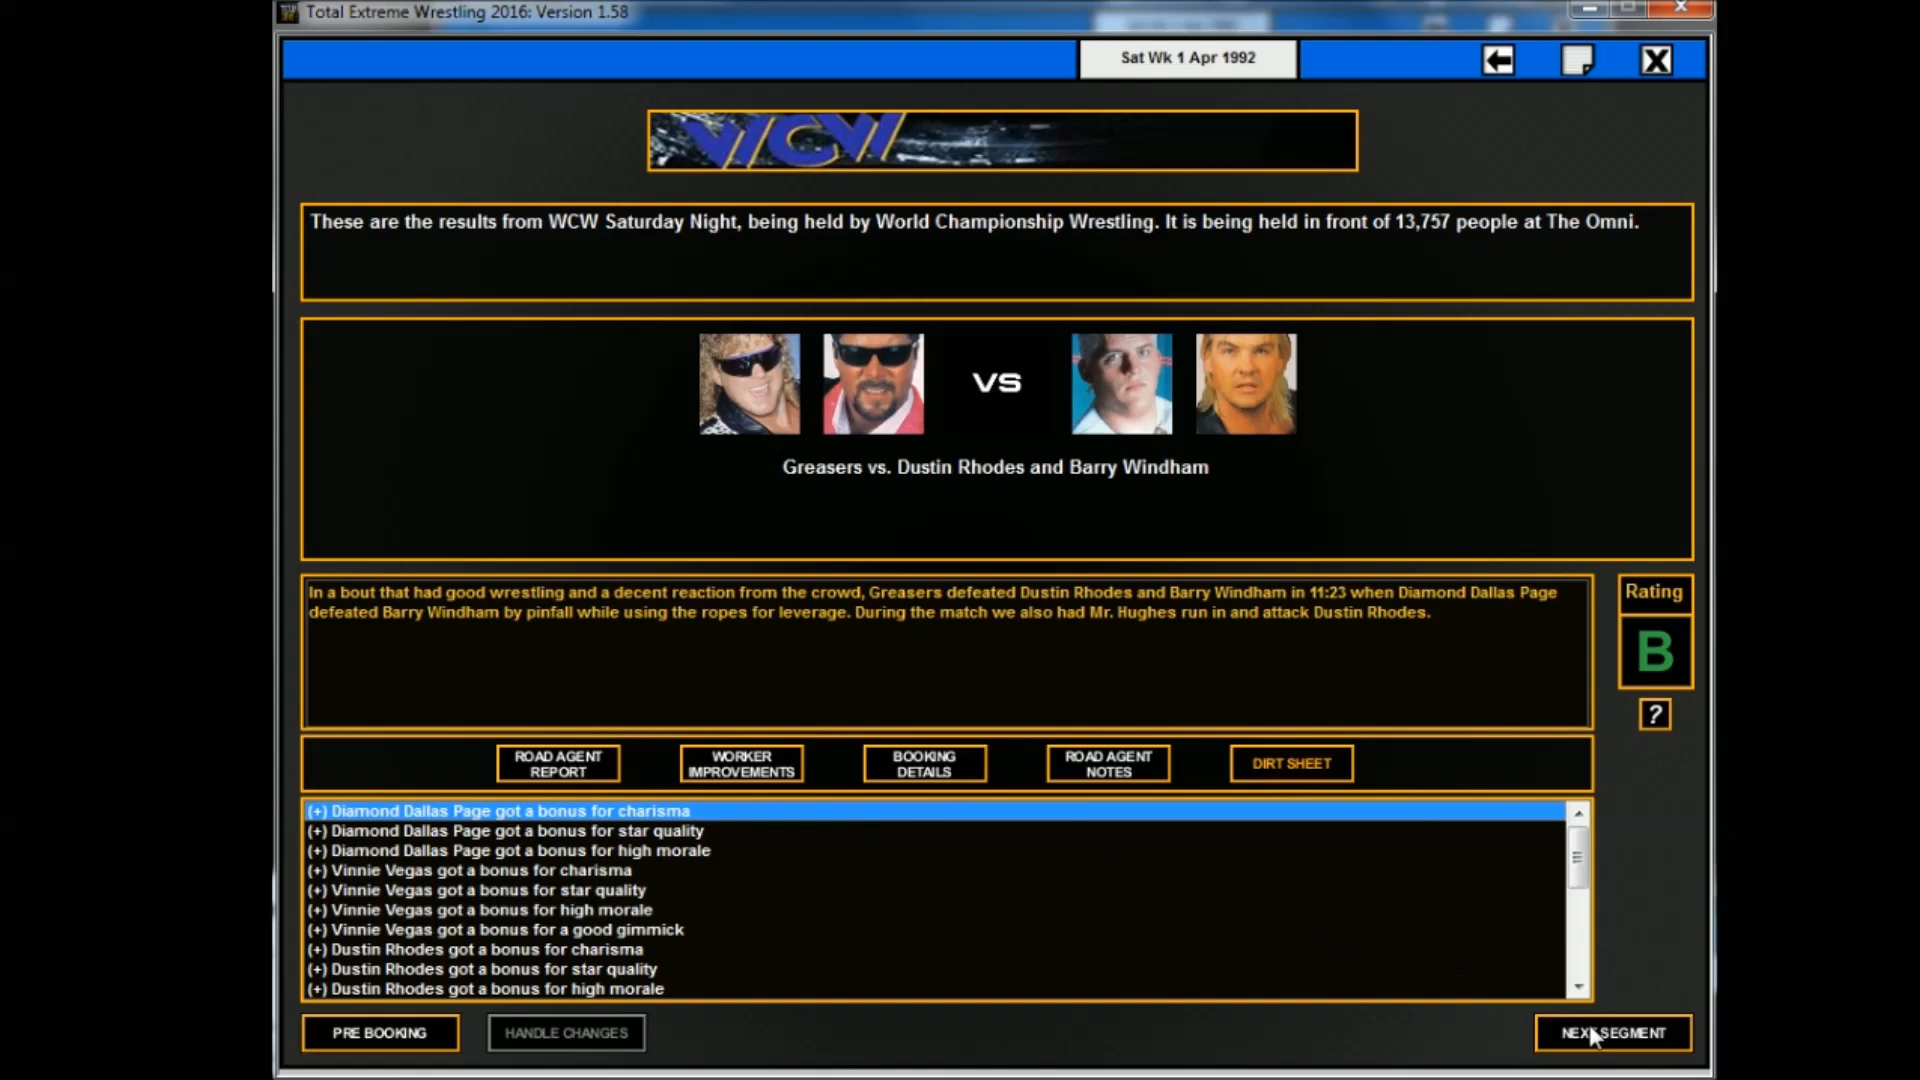 Total Extreme Wrestling 2016: Version 1.58
Sat Wk 1 Apr 1992
WCW
These are the results from WCW Saturday Night, being held by World Championship Wrestling. It is being held in front of 13,757 people at The Omni.
VS
Greasers vs. Dustin Rhodes and Barry Windham
In a bout that had good wrestling and a decent reaction from the crowd, Greasers defeated Dustin Rhodes and Barry Windham in 11:23 when Diamond Dallas Page
defeated Barry Windham by pinfall while using the ropes for leverage. During the match we also had Mr. Hughes run in and attack Dustin Rhodes.
Rating
B
?
ROAD AGENT
REPORT
WORKER
IMPROVEMENTS
BOOKING
DETAILS
ROAD AGENT
NOTES
DIRT SHEET
(+) Diamond Dallas Page got a bonus for charisma
(+) Diamond Dallas Page got a bonus for star quality
(+) Diamond Dallas Page got a bonus for high morale
(+) Vinnie Vegas got a bonus for charisma
(+) Vinnie Vegas got a bonus for star quality
(+) Vinnie Vegas got a bonus for high morale
(+) Vinnie Vegas got a bonus for a good gimmick
(+) Dustin Rhodes got a bonus for charisma
(+) Dustin Rhodes got a bonus for star quality
(+) Dustin Rhodes got a bonus for high morale
PRE BOOKING
HANDLE CHANGES
NEXT SEGMENT